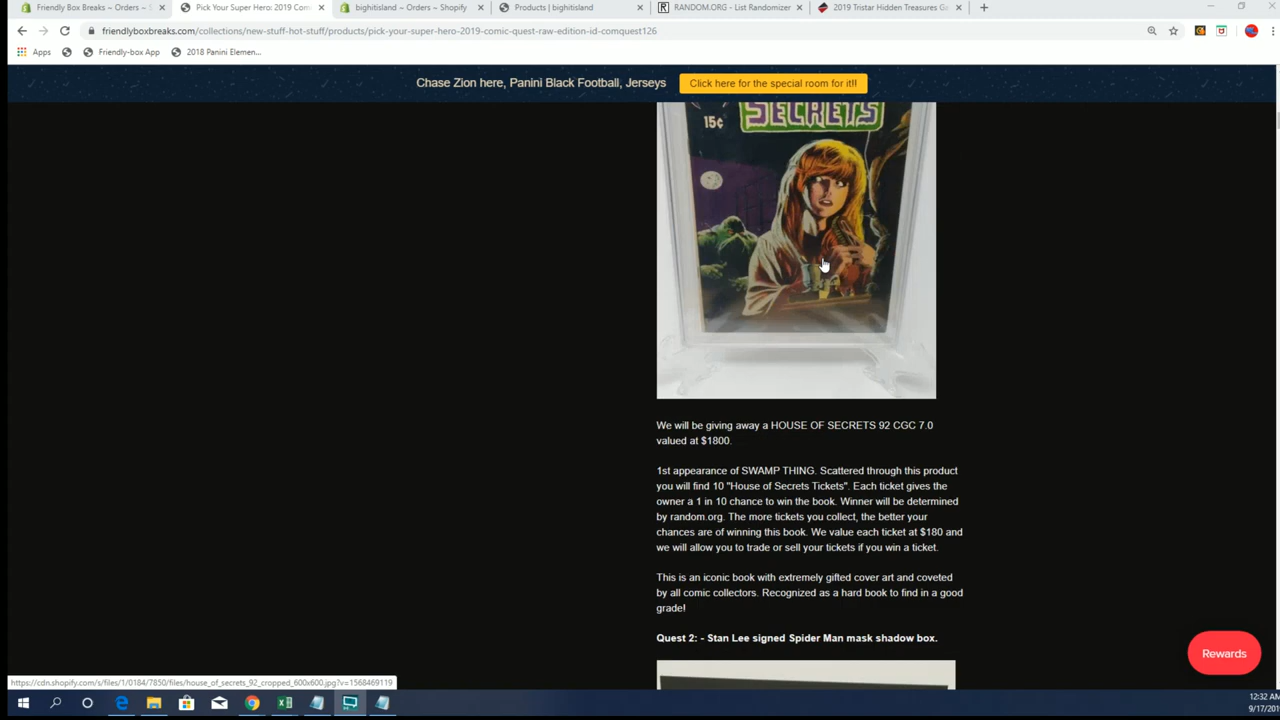 Friendly Box Breaks ~ Orders ~ S
Pick Your Super Hero: 2019 Com
bighitisland ~ Orders ~ Shopify
Products | bighitisland
RANDOM.ORG - List Randomizer
2019 Tristar Hidden Treasures Ga
friendlyboxbreaks.com/collections/new-stuff-hot-stuff/products/pick-your-super-hero-2019-comic-quest-raw-edition-id-comquest126
Apps
Friendly-box App
2018 Panini Elemen...
Chase Zion here, Panini Black Football, Jerseys
Click here for the special room for it!!
15¢
SECRETS
We will be giving away a HOUSE OF SECRETS 92 CGC 7.0
valued at $1800.
1st appearance of SWAMP THING. Scattered through this product
you will find 10 "House of Secrets Tickets". Each ticket gives the
owner a 1 in 10 chance to win the book. Winner will be determined
by random.org. The more tickets you collect, the better your
chances are of winning this book. We value each ticket at $180 and
we will allow you to trade or sell your tickets if you win a ticket.
This is an iconic book with extremely gifted cover art and coveted
by all comic collectors. Recognized as a hard book to find in a good
grade!
Quest 2: - Stan Lee signed Spider Man mask shadow box.
Rewards
https://cdn.shopify.com/s/files/1/0184/7850/files/house_of_secrets_92_cropped_600x600.jpg?v=1568469119
12:32 AM
9/17/201